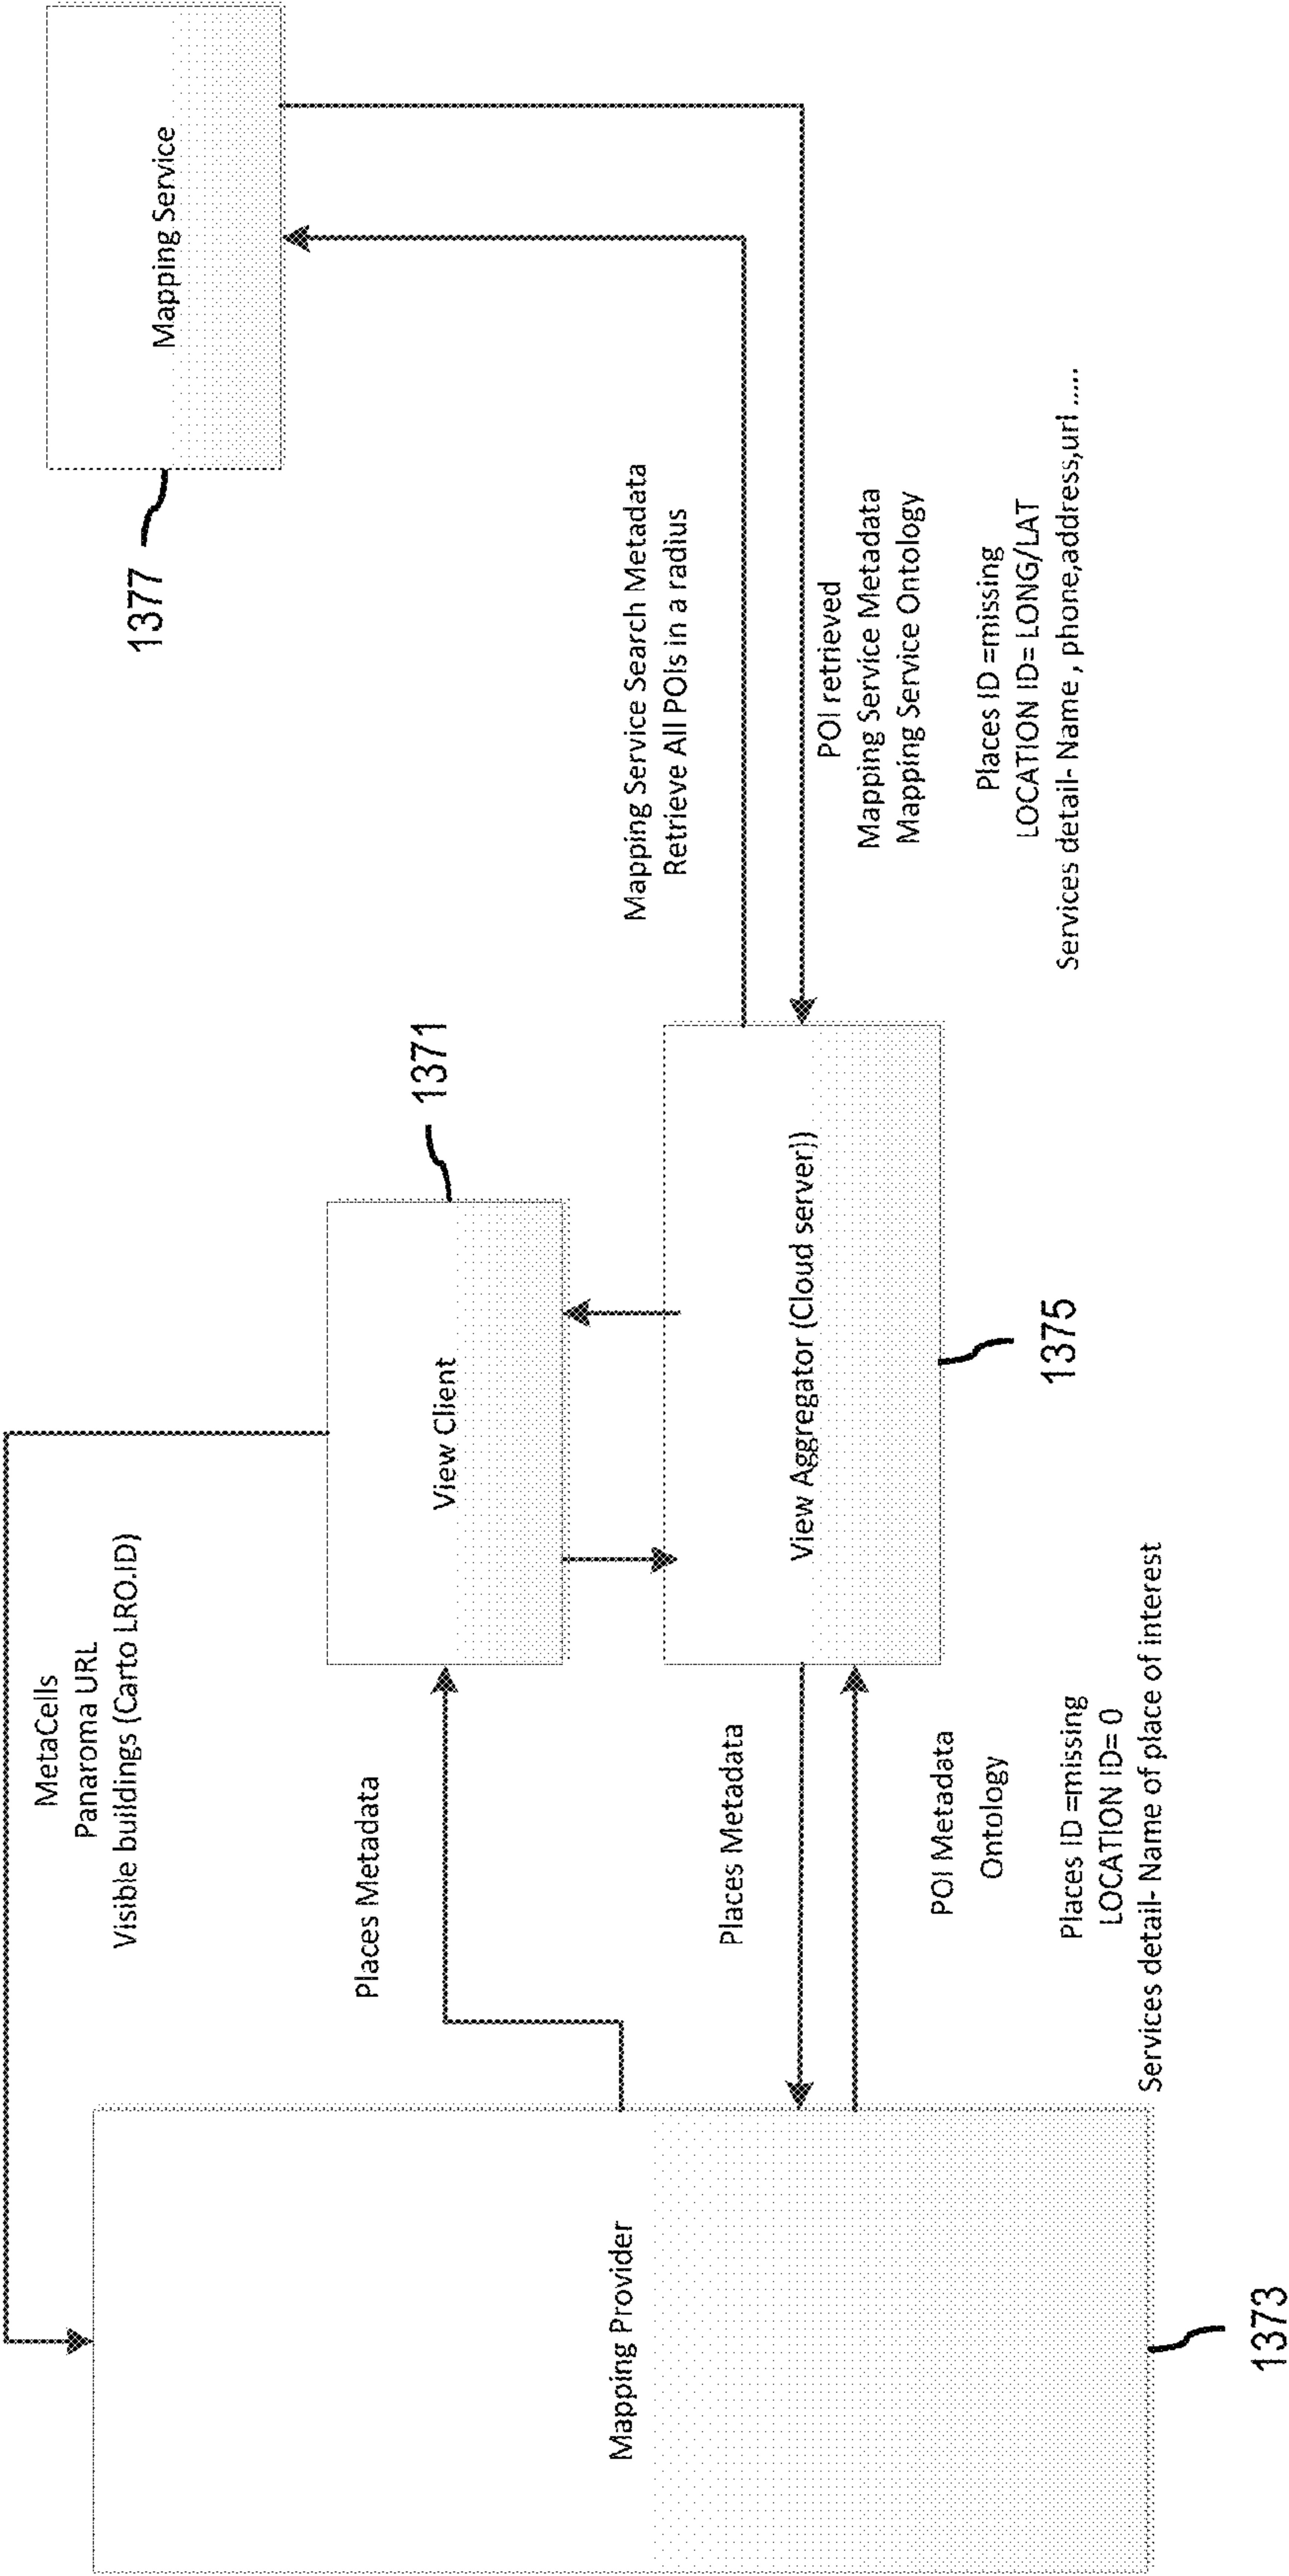 MetaCells
Panaroma URL
Visible buildings (Carto LRO.ID)
Mapping Service
1377
1371
View Client
Places Metadata
Mapping Service Search Metadata
Retrieve All POIs in a radius
Mapping Provider
Places Metadata
View Aggregator (Cloud server))
POI retrieved
Mapping Service Metadata
Mapping Service Ontology
POI Metadata
Ontology
1375
Places ID =missing
LOCATION ID= LONG/LAT
Services detail- Name , phone,address,url .....
Places ID =missing
LOCATION ID= 0
Services detail- Name of place of interest
1373